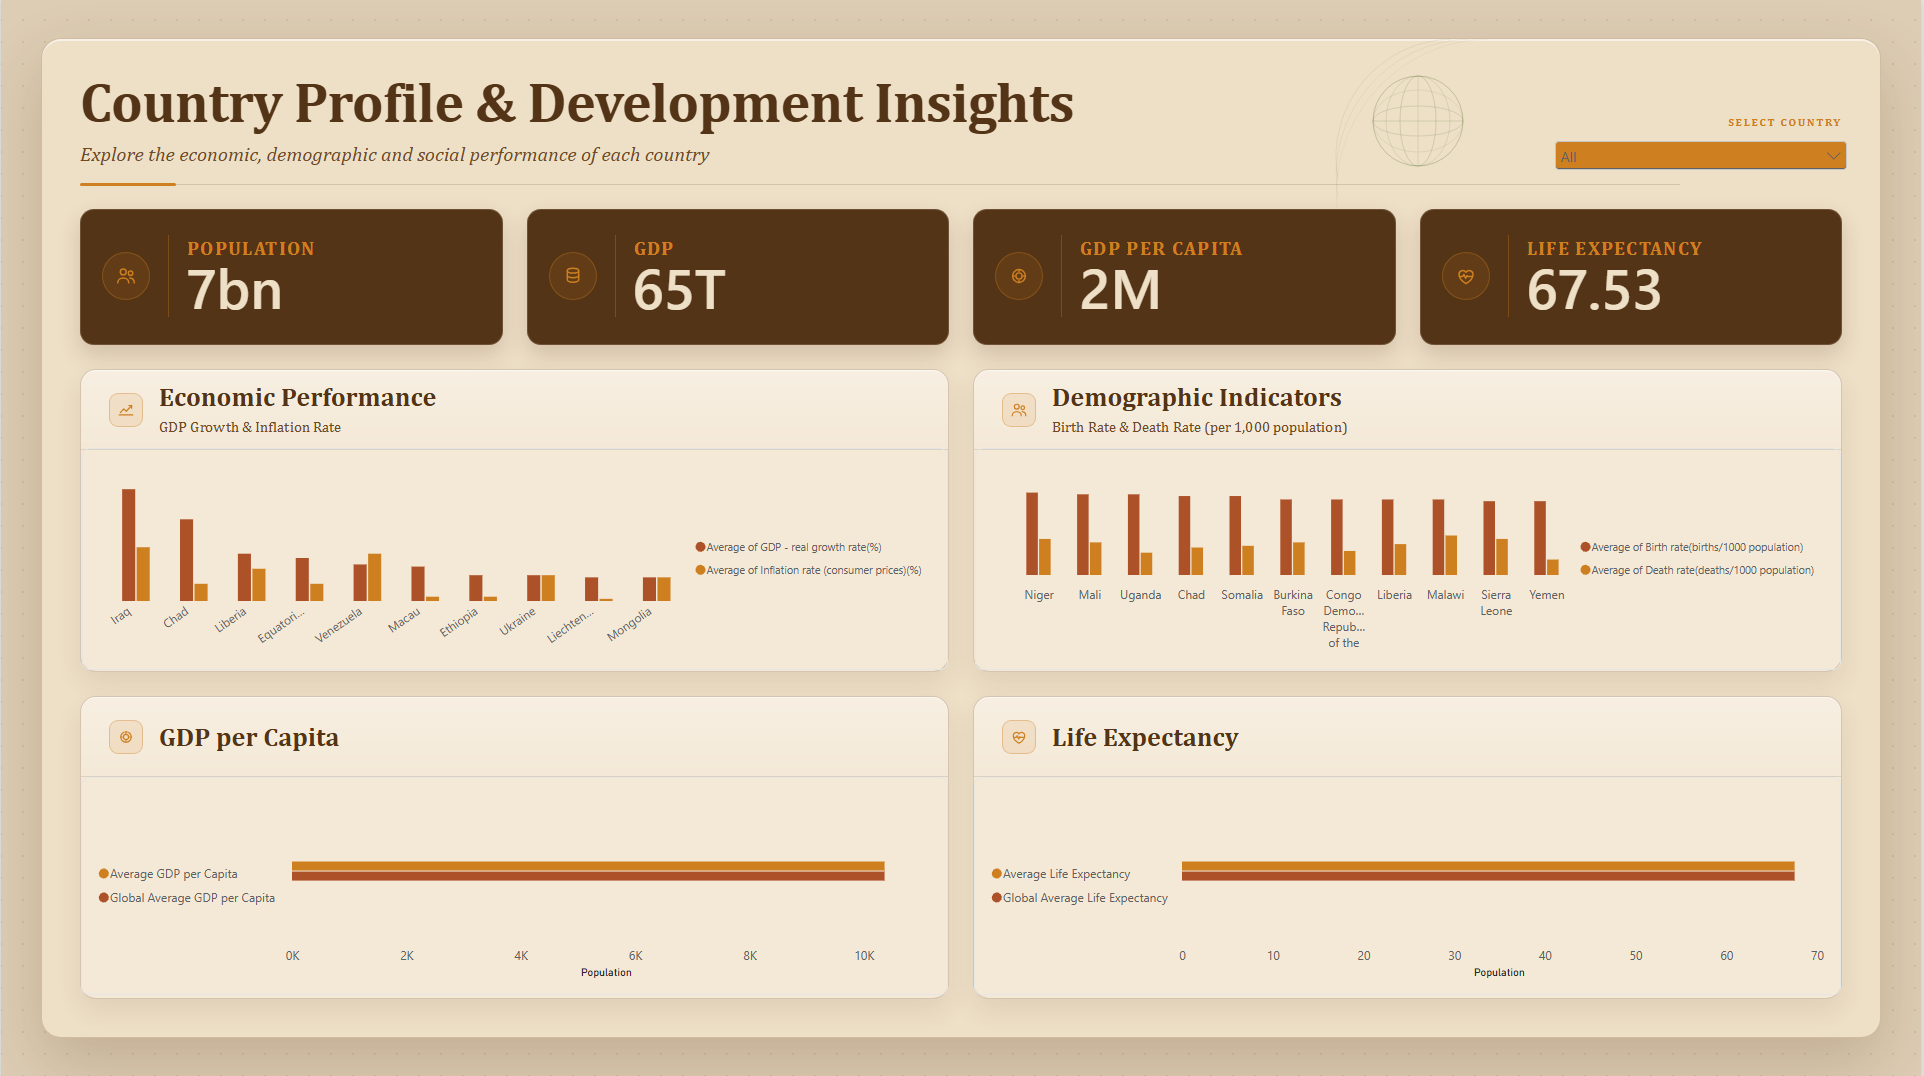 Country Profile & Development Insights
Explore the economic, demographic and social performance of each country
SELECT COUNTRY
All
POPULATION
7bn
GDP
65T
GDP PER CAPITA
2M
LIFE EXPECTANCY
67.53
Economic Performance
GDP Growth & Inflation Rate
Average of GDP - real growth rate(%)
Average of Inflation rate (consumer prices)(%)
Iraq
Chad
Liberia
Equatori...
Venezuela
Macau
Ethiopia
Ukraine
Liechten...
Mongolia
Demographic Indicators
Birth Rate & Death Rate (per 1,000 population)
Average of Birth rate(births/1000 population)
Average of Death rate(deaths/1000 population)
Niger
Mali
Uganda
Chad
Somalia
Burkina
Faso
Congo
Demo...
Repub...
of the
Liberia
Malawi
Sierra
Leone
Yemen
GDP per Capita
Average GDP per Capita
Global Average GDP per Capita
0K 2K 4K 6K 8K 10K
Population
Life Expectancy
Average Life Expectancy
Global Average Life Expectancy
0 10 20 30 40 50 60 70
Population